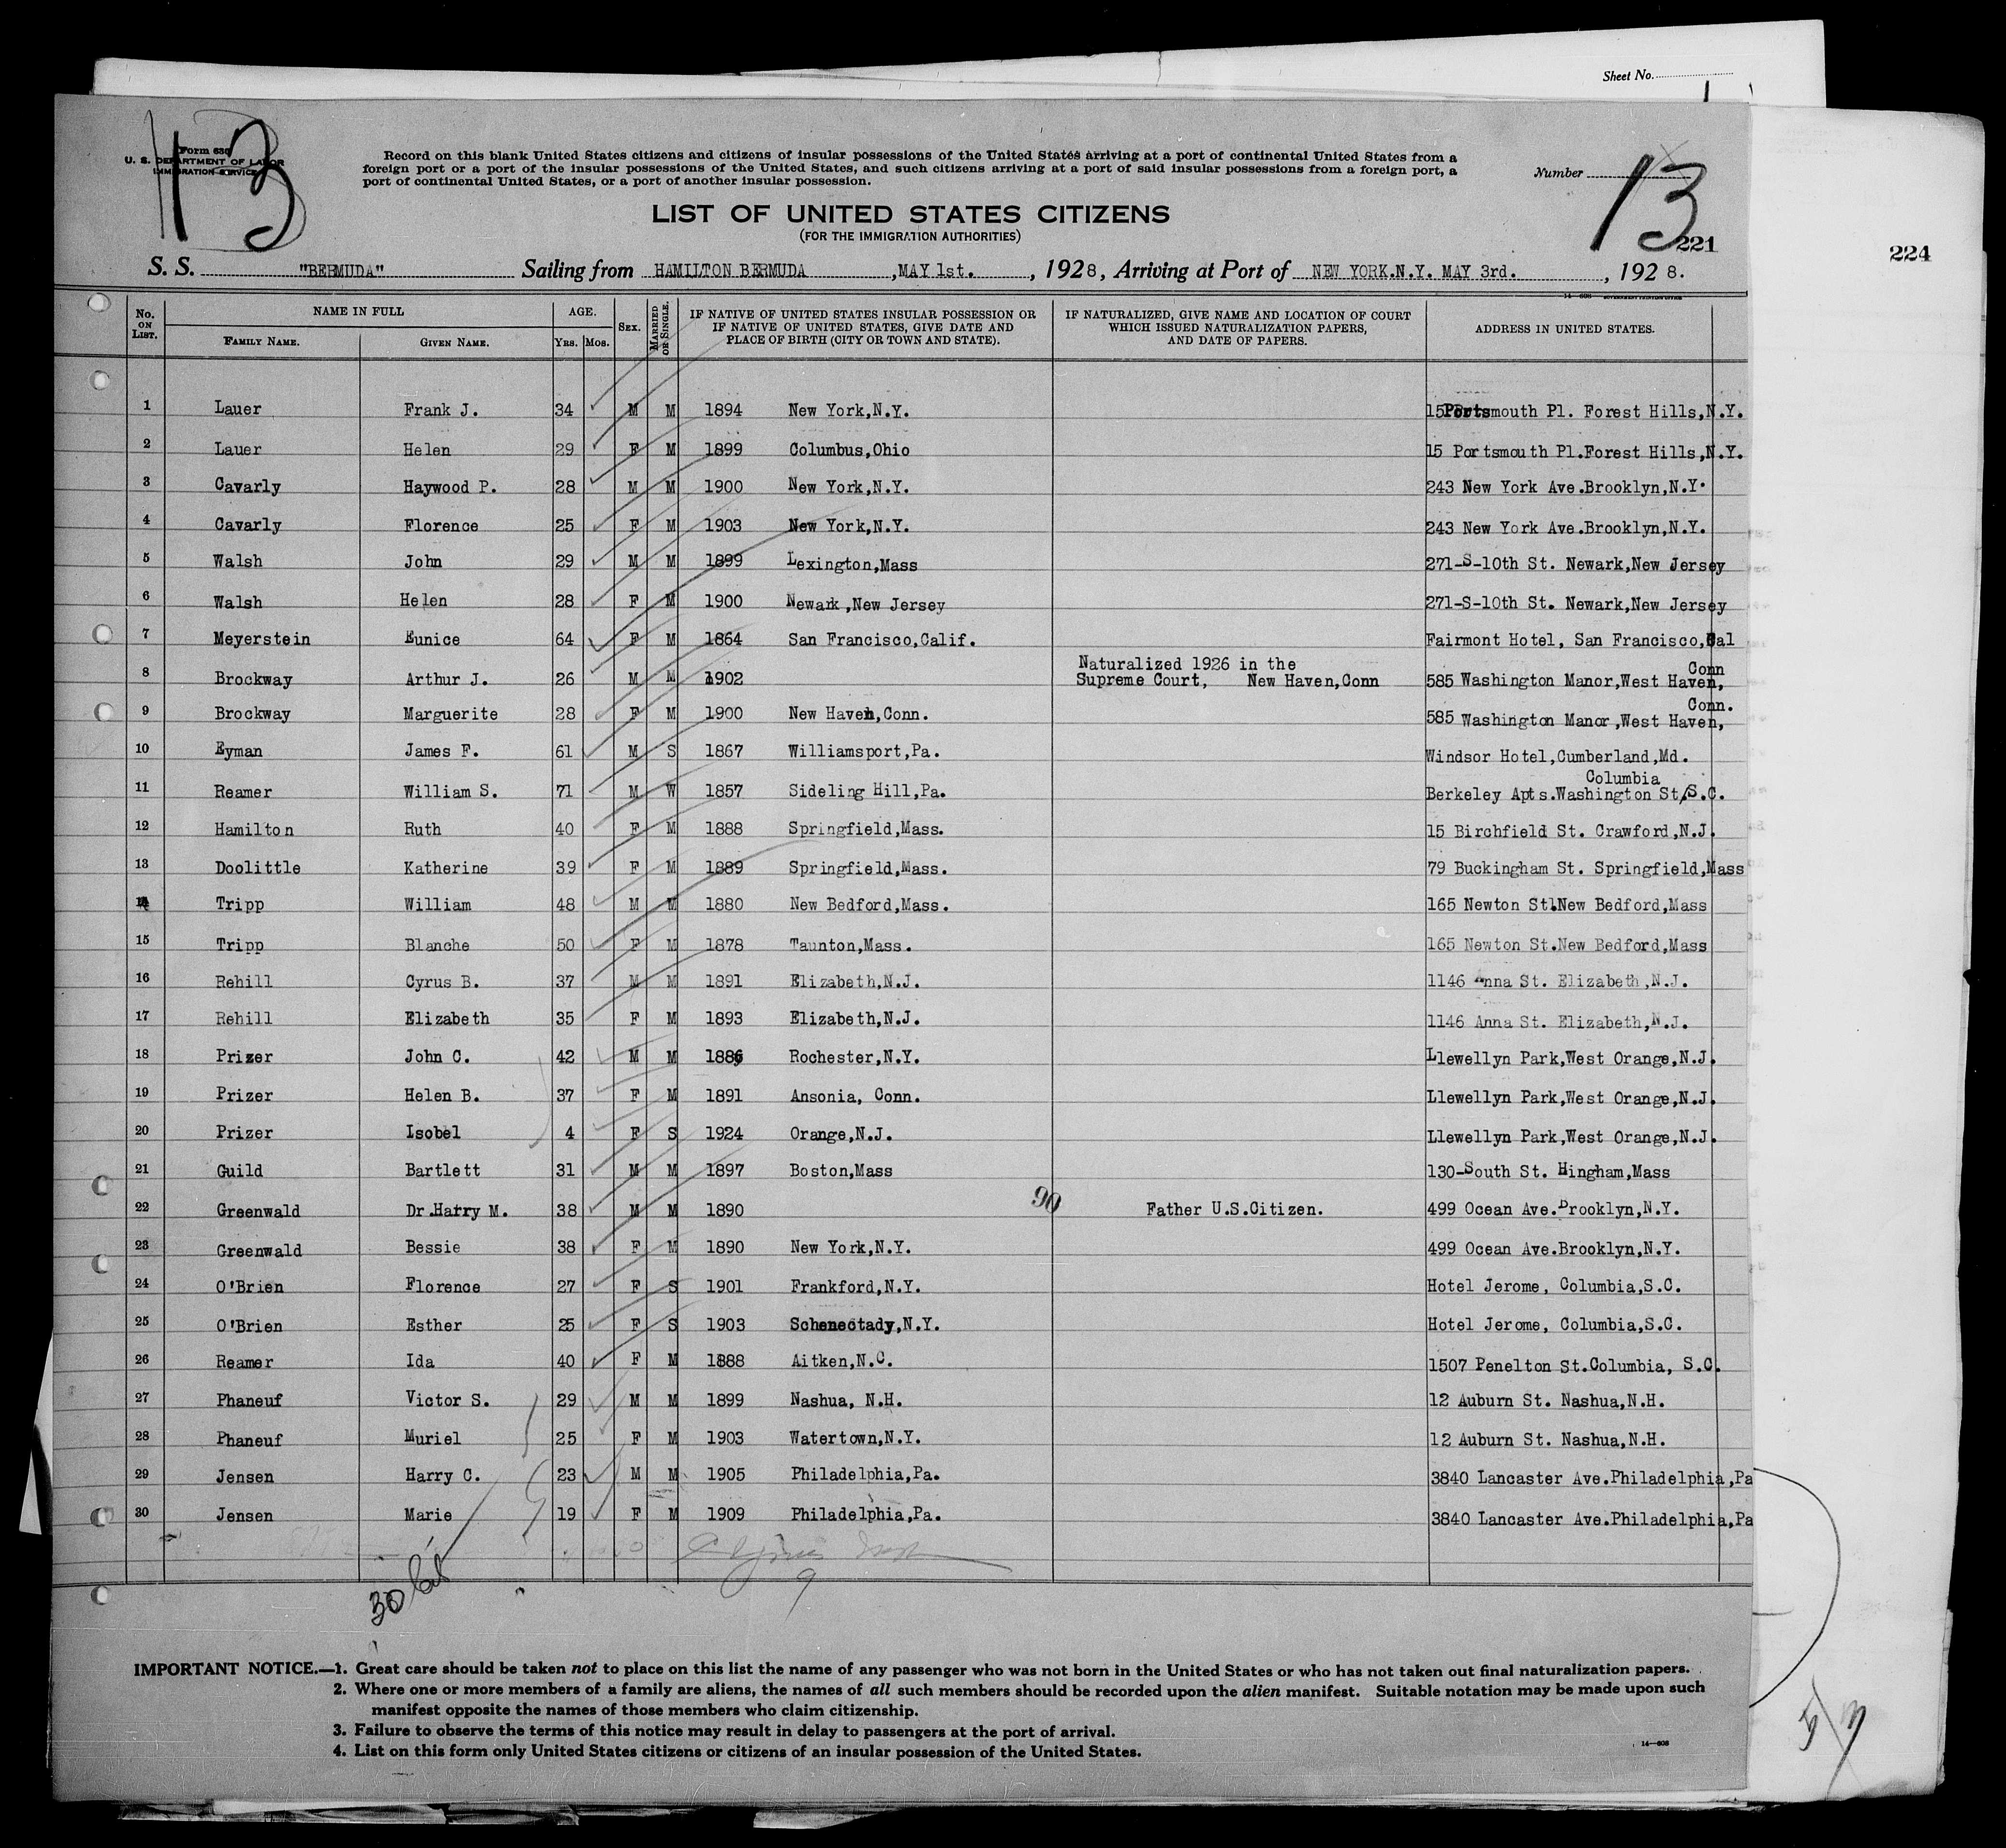 Sheet No.
13
Form 630
U. S. DEPARTMENT OF LABOR
IMMIGRATION SERVICE
Record on this blank United States citizens and citizens of insular possessions of the United States arriving at a port of continental United States from a
foreign port or a port of the insular possessions of the United States, and such citizens arriving at a port of said insular possessions from a foreign port, a
port of continental United States, or a port of another insular possession.
Number 13
LIST OF UNITED STATES CITIZENS
(FOR THE IMMIGRATION AUTHORITIES)
221
224
S. S. "BERMUDA" Sailing from HAMILTON BERMUDA ,MAY 1st. , 1928, Arriving at Port of NEW YORK.N.Y. MAY 3rd. , 192 8.
No. ON LIST. NAME IN FULL FAMILY NAME. GIVEN NAME. AGE. YRS. MOS. SEX. MARRIED OR SINGLE. IF NATIVE OF UNITED STATES INSULAR POSSESSION OR IF NATIVE OF UNITED STATES, GIVE DATE AND PLACE OF BIRTH (CITY OR TOWN AND STATE). IF NATURALIZED, GIVE NAME AND LOCATION OF COURT WHICH ISSUED NATURALIZATION PAPERS, AND DATE OF PAPERS. ADDRESS IN UNITED STATES.
1 Lauer Frank J. 34 M M 1894 New York,N.Y. 15 Portsmouth Pl. Forest Hills,N.Y.
2 Lauer Helen 29 F M 1899 Columbus,Ohio 15 Portsmouth Pl.Forest Hills,N.Y.
3 Cavarly Haywood P. 28 M M 1900 New York,N.Y. 243 New York Ave.Brooklyn,N.Y.
4 Cavarly Florence 25 F M 1903 New York,N.Y. 243 New York Ave.Brooklyn,N.Y.
5 Walsh John 29 M M 1899 Lexington,Mass 271-S-10th St. Newark,New Jersey
6 Walsh Helen 28 F M 1900 Newark,New Jersey 271-S-10th St. Newark,New Jersey
7 Meyerstein Eunice 64 F M 1864 San Francisco,Calif. Fairmont Hotel, San Francisco,Cal
8 Brockway Arthur J. 26 M M 1902 Naturalized 1926 in the Supreme Court, New Haven,Conn 585 Washington Manor,West Haven, Conn
9 Brockway Marguerite 28 F M 1900 New Haven,Conn. 585 Washington Manor,West Haven, Conn.
10 Eyman James F. 61 M S 1867 Williamsport,Pa. Windsor Hotel,Cumberland,Md.
11 Reamer William S. 71 M W 1857 Sideling Hill,Pa. Berkeley Apts.Washington St, Columbia S.C.
12 Hamilton Ruth 40 F M 1888 Springfield,Mass. 15 Birchfield St. Crawford,N.J.
13 Doolittle Katherine 39 F M 1889 Springfield,Mass. 79 Buckingham St. Springfield,Mass
14 Tripp William 48 M M 1880 New Bedford,Mass. 165 Newton St.New Bedford,Mass
15 Tripp Blanche 50 F M 1878 Taunton,Mass. 165 Newton St.New Bedford,Mass
16 Rehill Cyrus B. 37 M M 1891 Elizabeth,N.J. 1146 Anna St. Elizabeth,N.J.
17 Rehill Elizabeth 35 F M 1893 Elizabeth,N.J. 1146 Anna St. Elizabeth,N.J.
18 Prizer John C. 42 M M 1886 Rochester,N.Y. Llewellyn Park,West Orange,N.J.
19 Prizer Helen B. 37 F M 1891 Ansonia, Conn. Llewellyn Park,West Orange,N.J.
20 Prizer Isobel 4 F S 1924 Orange,N.J. Llewellyn Park,West Orange,N.J.
21 Guild Bartlett 31 M M 1897 Boston,Mass 130-South St. Hingham,Mass
22 Greenwald Dr.Harry M. 38 M M 1890 90 Father U.S.Citizen. 499 Ocean Ave.Brooklyn,N.Y.
23 Greenwald Bessie 38 F M 1890 New York,N.Y. 499 Ocean Ave.Brooklyn,N.Y.
24 O'Brien Florence 27 F S 1901 Frankford,N.Y. Hotel Jerome, Columbia,S.C.
25 O'Brien Esther 25 F S 1903 Schenectady,N.Y. Hotel Jerome, Columbia,S.C.
26 Reamer Ida 40 F M 1888 Aitken,N.C. 1507 Penelton St.Columbia, S.C.
27 Phaneuf Victor S. 29 M M 1899 Nashua, N.H. 12 Auburn St. Nashua,N.H.
28 Phaneuf Muriel 25 F M 1903 Watertown,N.Y. 12 Auburn St. Nashua,N.H.
29 Jensen Harry C. 23 M M 1905 Philadelphia,Pa. 3840 Lancaster Ave.Philadelphia,Pa
30 Jensen Marie 19 F M 1909 Philadelphia,Pa. 3840 Lancaster Ave.Philadelphia,Pa
30
9
IMPORTANT NOTICE.—1. Great care should be taken not to place on this list the name of any passenger who was not born in the United States or who has not taken out final naturalization papers.
2. Where one or more members of a family are aliens, the names of all such members should be recorded upon the alien manifest. Suitable notation may be made upon such
manifest opposite the names of those members who claim citizenship.
3. Failure to observe the terms of this notice may result in delay to passengers at the port of arrival.
4. List on this form only United States citizens or citizens of an insular possession of the United States.
14—608